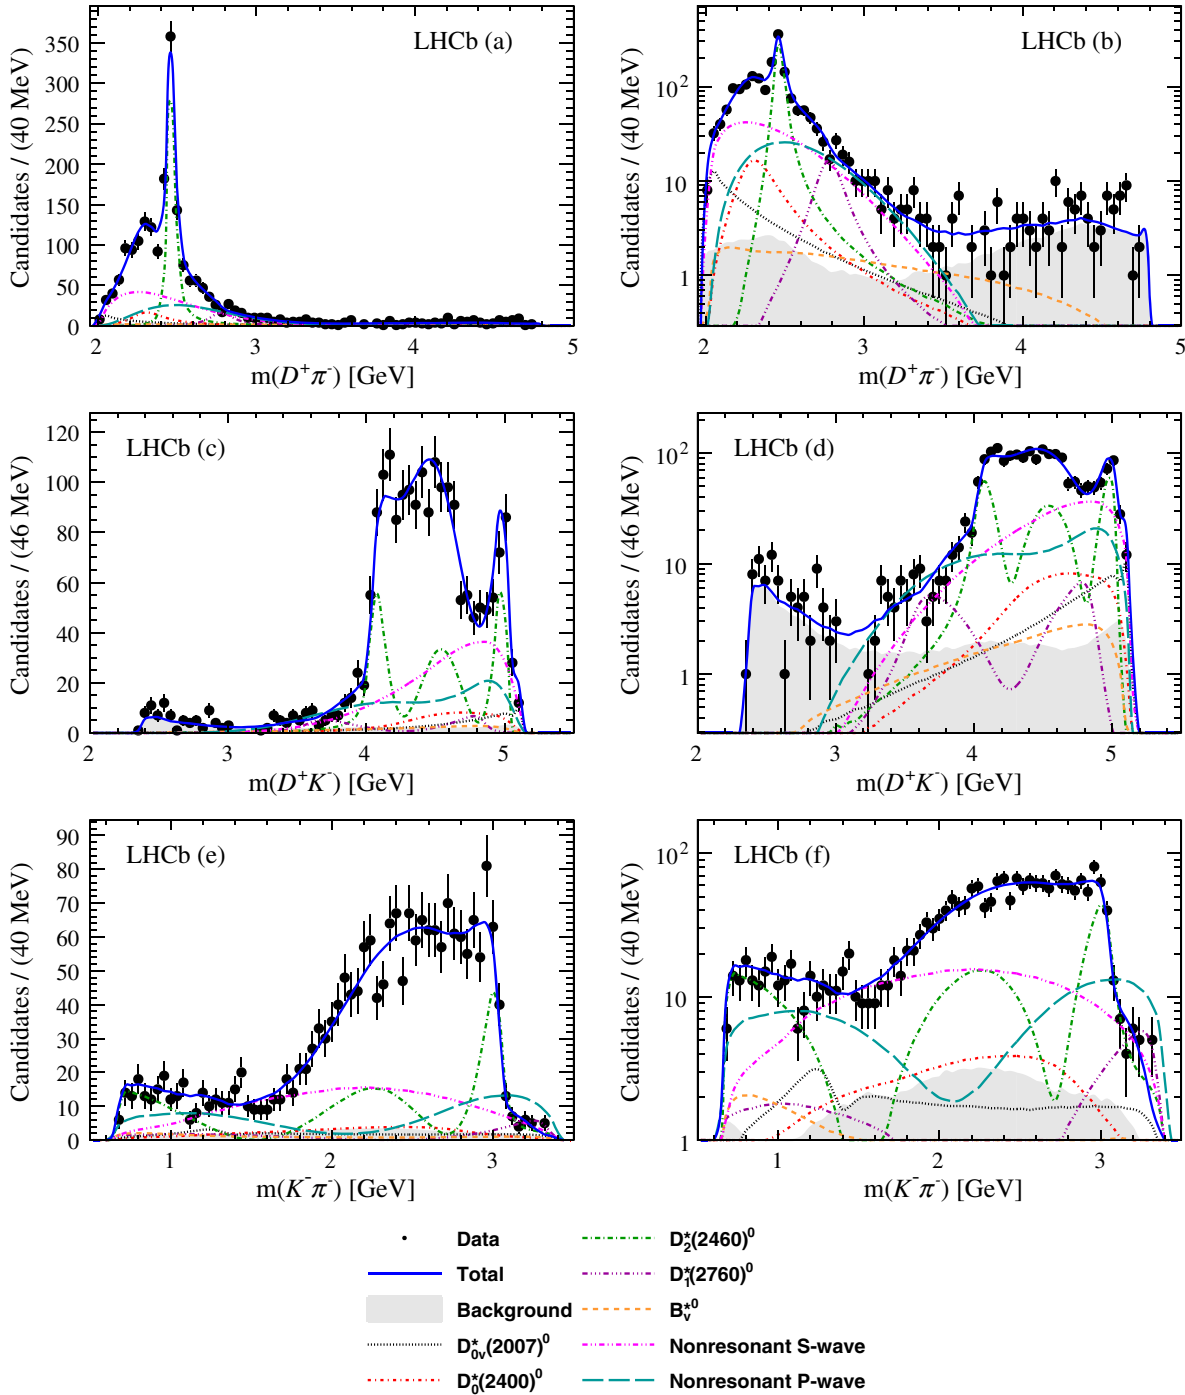 LHCb (a)
Candidates / (40 MeV)
350
300
250
200
150
100
50
0
2 3 4 5
m(D⁺π⁻) [GeV]
LHCb (b)
Candidates / (40 MeV)
10²
10
1
2 3 4 5
m(D⁺π⁻) [GeV]
LHCb (c)
Candidates / (46 MeV)
120
100
80
60
40
20
0
2 3 4 5
m(D⁺K⁻) [GeV]
LHCb (d)
Candidates / (46 MeV)
10²
10
1
2 3 4 5
m(D⁺K⁻) [GeV]
LHCb (e)
Candidates / (40 MeV)
90
80
70
60
50
40
30
20
10
0
1 2 3
m(K⁻π⁻) [GeV]
LHCb (f)
Candidates / (40 MeV)
10²
10
1
1 2 3
m(K⁻π⁻) [GeV]
Data
Total
Background
D*₀ᵥ(2007)⁰
D*₀(2400)⁰
D*₂(2460)⁰
D*₁(2760)⁰
B*ᵥ⁰
Nonresonant S-wave
Nonresonant P-wave